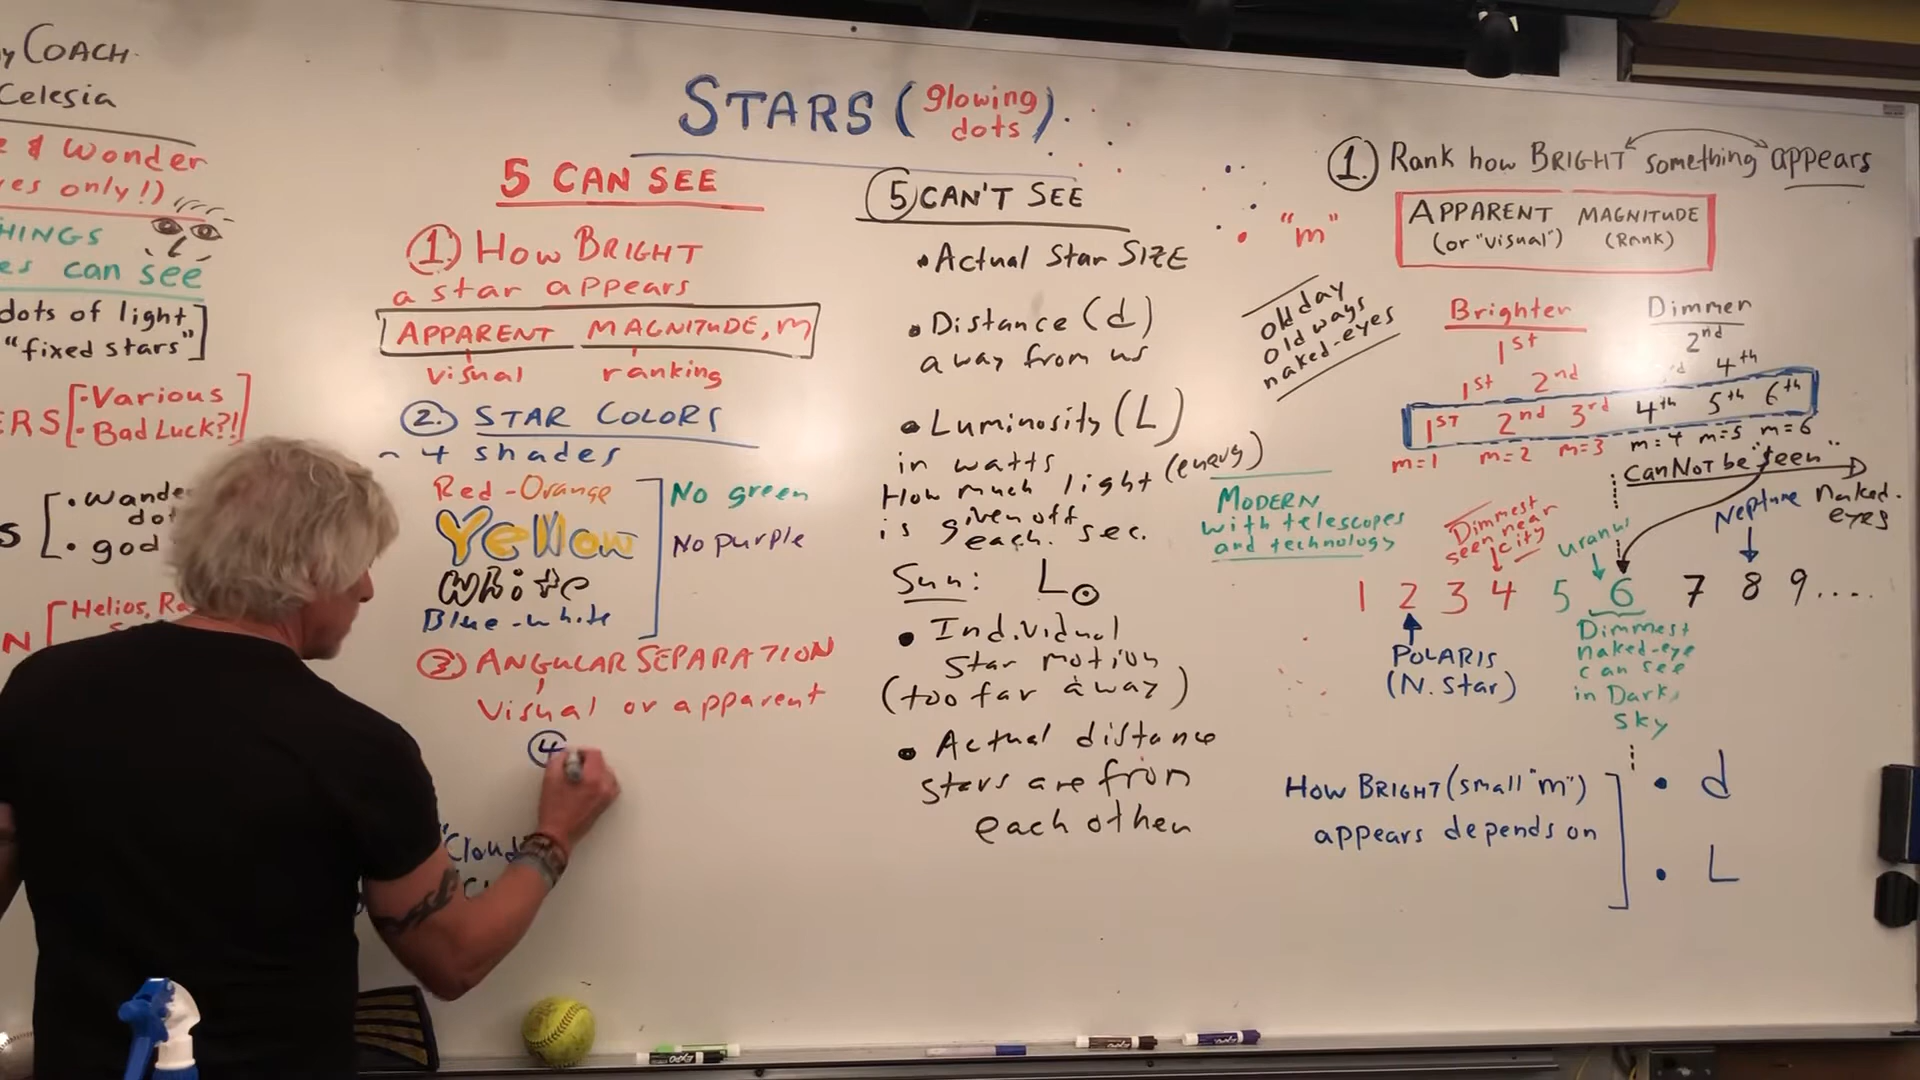 COACH
Celesia
& Wonder
es only!)
HINGS
es can see
dots of light
"fixed stars"
ERS
Various
Bad Luck?!
S
• Wande
dot
• god
N
Helios, Ra
"Cloud
STARS (glowing
dots)
5 CAN SEE
1. How BRIGHT
a star appears
APPARENT MAGNITUDE, m
visual ranking
2. STAR COLORS
~ 4 shades
Red-Orange
Yellow
White
Blue-white
No green
No purple
3 ANGULAR SEPARATION
Visual or apparent
4
5 CAN'T SEE
• Actual Star SIZE
• Distance (d)
away from us
• Luminosity (L)
in watts
How much light (energy)
is given off
each sec.
Sun: L⊙
• Individual
Star motion
(too far away)
• Actual distance
stars are from
each other
1. Rank how BRIGHT something appears
"m"
APPARENT MAGNITUDE
(or "visual") (Rank)
old day
old ways
naked-eyes
Brighter Dimmer
1st 2nd
1st 2nd rd 4th
1ST 2nd 3rd 4th 5th 6th
m=1 m=2 m=3 m=4 m=5 m=6
CanNOT be "seen"
naked-
eyes
MODERN
with telescopes
and technology
Dimmest
seen near
city
Uranus
Neptune
1 2 3 4 5 6 7 8 9....
POLARIS
(N. Star)
Dimmest
naked-eye
can see
in Dark
sky
How BRIGHT (small "m")
appears depends on
• d
• L
EXPO